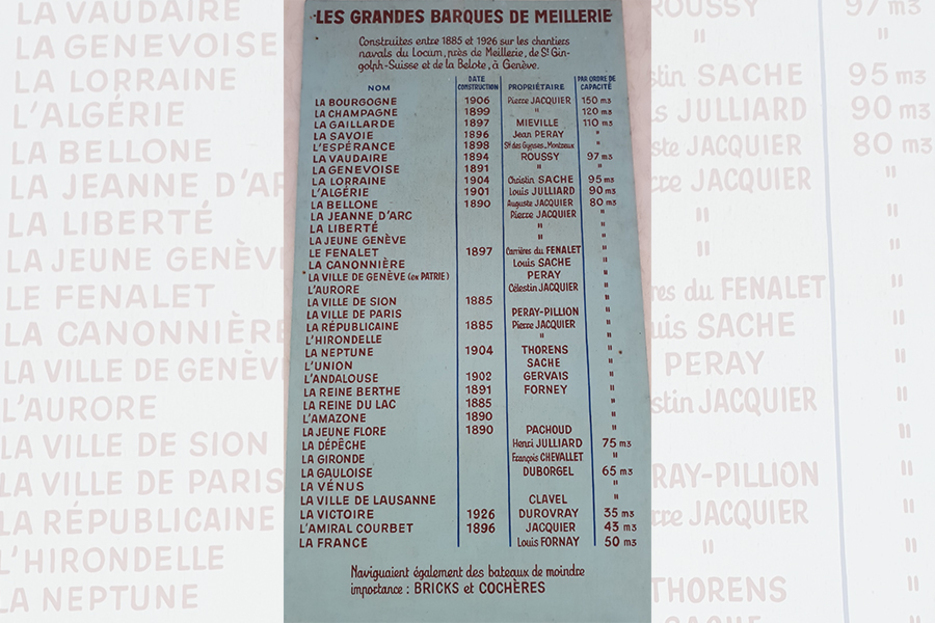 LES GRANDES BARQUES DE MEILLERIE
Construites entre 1885 et 1926 sur les chantiers
navals du Locum, près de Meillerie, de St Gin-
golph-Suisse et de la Belote, à Genève.
NOM DATE CONSTRUCTION PROPRIÉTAIRE PAR ORDRE DE CAPACITÉ
LA BOURGOGNE 1906 Pierre JACQUIER 150 m3
LA CHAMPAGNE 1899 " 120 m3
LA GAILLARDE 1897 MIEVILLE 110 m3
LA SAVOIE 1896 Jean PERAY "
L'ESPÉRANCE 1898 Sté des Gypses
LA VAUDAIRE 1894 ROUSSY 97 m3
LA GENEVOISE 1891 " "
LA LORRAINE 1904 Christin SACHE 95 m3
L'ALGÉRIE 1901 Louis JULLIARD 90 m3
LA BELLONE 1890 Auguste JACQUIER 80 m3
LA JEANNE D'ARC Pierre JACQUIER "
LA LIBERTÉ " "
LA JEUNE GENÈVE " "
LE FENALET 1897 Carrières du FENALET "
LA CANONNIÈRE Louis SACHE "
* LA VILLE DE GENÈVE (ex PATRIE) PERAY "
L'AURORE Célestin JACQUIER "
LA VILLE DE SION 1885 "
LA VILLE DE PARIS PERAY-PILLION "
LA RÉPUBLICAINE 1885 Pierre JACQUIER "
L'HIRONDELLE " "
LA NEPTUNE 1904 THORENS "
L'UNION SACHE "
L'ANDALOUSE 1902 GERVAIS "
LA REINE BERTHE 1891 FORNEY "
LA REINE DU LAC 1885 "
L'AMAZONE 1890 "
LA JEUNE FLORE 1890 PACHOUD "
LA DÉPÊCHE Henri JULLIARD 75 m3
LA GIRONDE François CHEVALLET "
LA GAULOISE DUBORGEL 65 m3
LA VÉNUS "
LA VILLE DE LAUSANNE CLAVEL "
LA VICTOIRE 1926 DUROVRAY 35 m3
L'AMIRAL COURBET 1896 JACQUIER 43 m3
LA FRANCE Louis FORNAY 50 m3
Naviguaient également des bateaux de moindre
importance : BRICKS et COCHÈRES